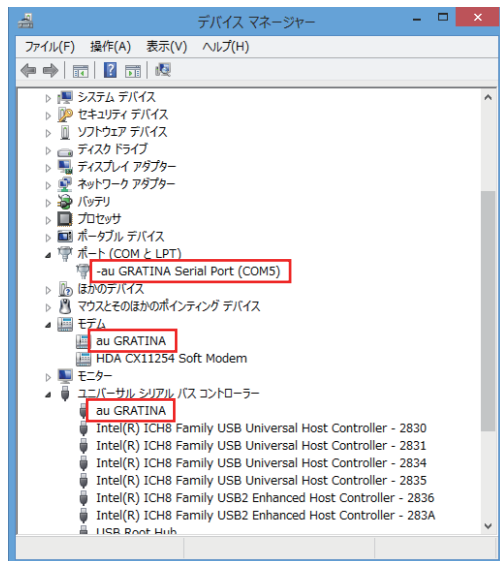 デバイス マネージャー
ファイル(F) 操作(A) 表示(V) ヘルプ(H)
システム デバイス
セキュリティ デバイス
ソフトウェア デバイス
ディスク ドライブ
ディスプレイ アダプター
ネットワーク アダプター
バッテリ
プロセッサ
ポータブル デバイス
ポート (COM と LPT)
-au GRATINA Serial Port (COM5)
ほかのデバイス
マウスとそのほかのポインティング デバイス
モデム
au GRATINA
HDA CX11254 Soft Modem
モニター
ユニバーサル シリアル バス コントローラー
au GRATINA
Intel(R) ICH8 Family USB Universal Host Controller - 2830
Intel(R) ICH8 Family USB Universal Host Controller - 2831
Intel(R) ICH8 Family USB Universal Host Controller - 2834
Intel(R) ICH8 Family USB Universal Host Controller - 2835
Intel(R) ICH8 Family USB2 Enhanced Host Controller - 2836
Intel(R) ICH8 Family USB2 Enhanced Host Controller - 283A
USB Root Hub